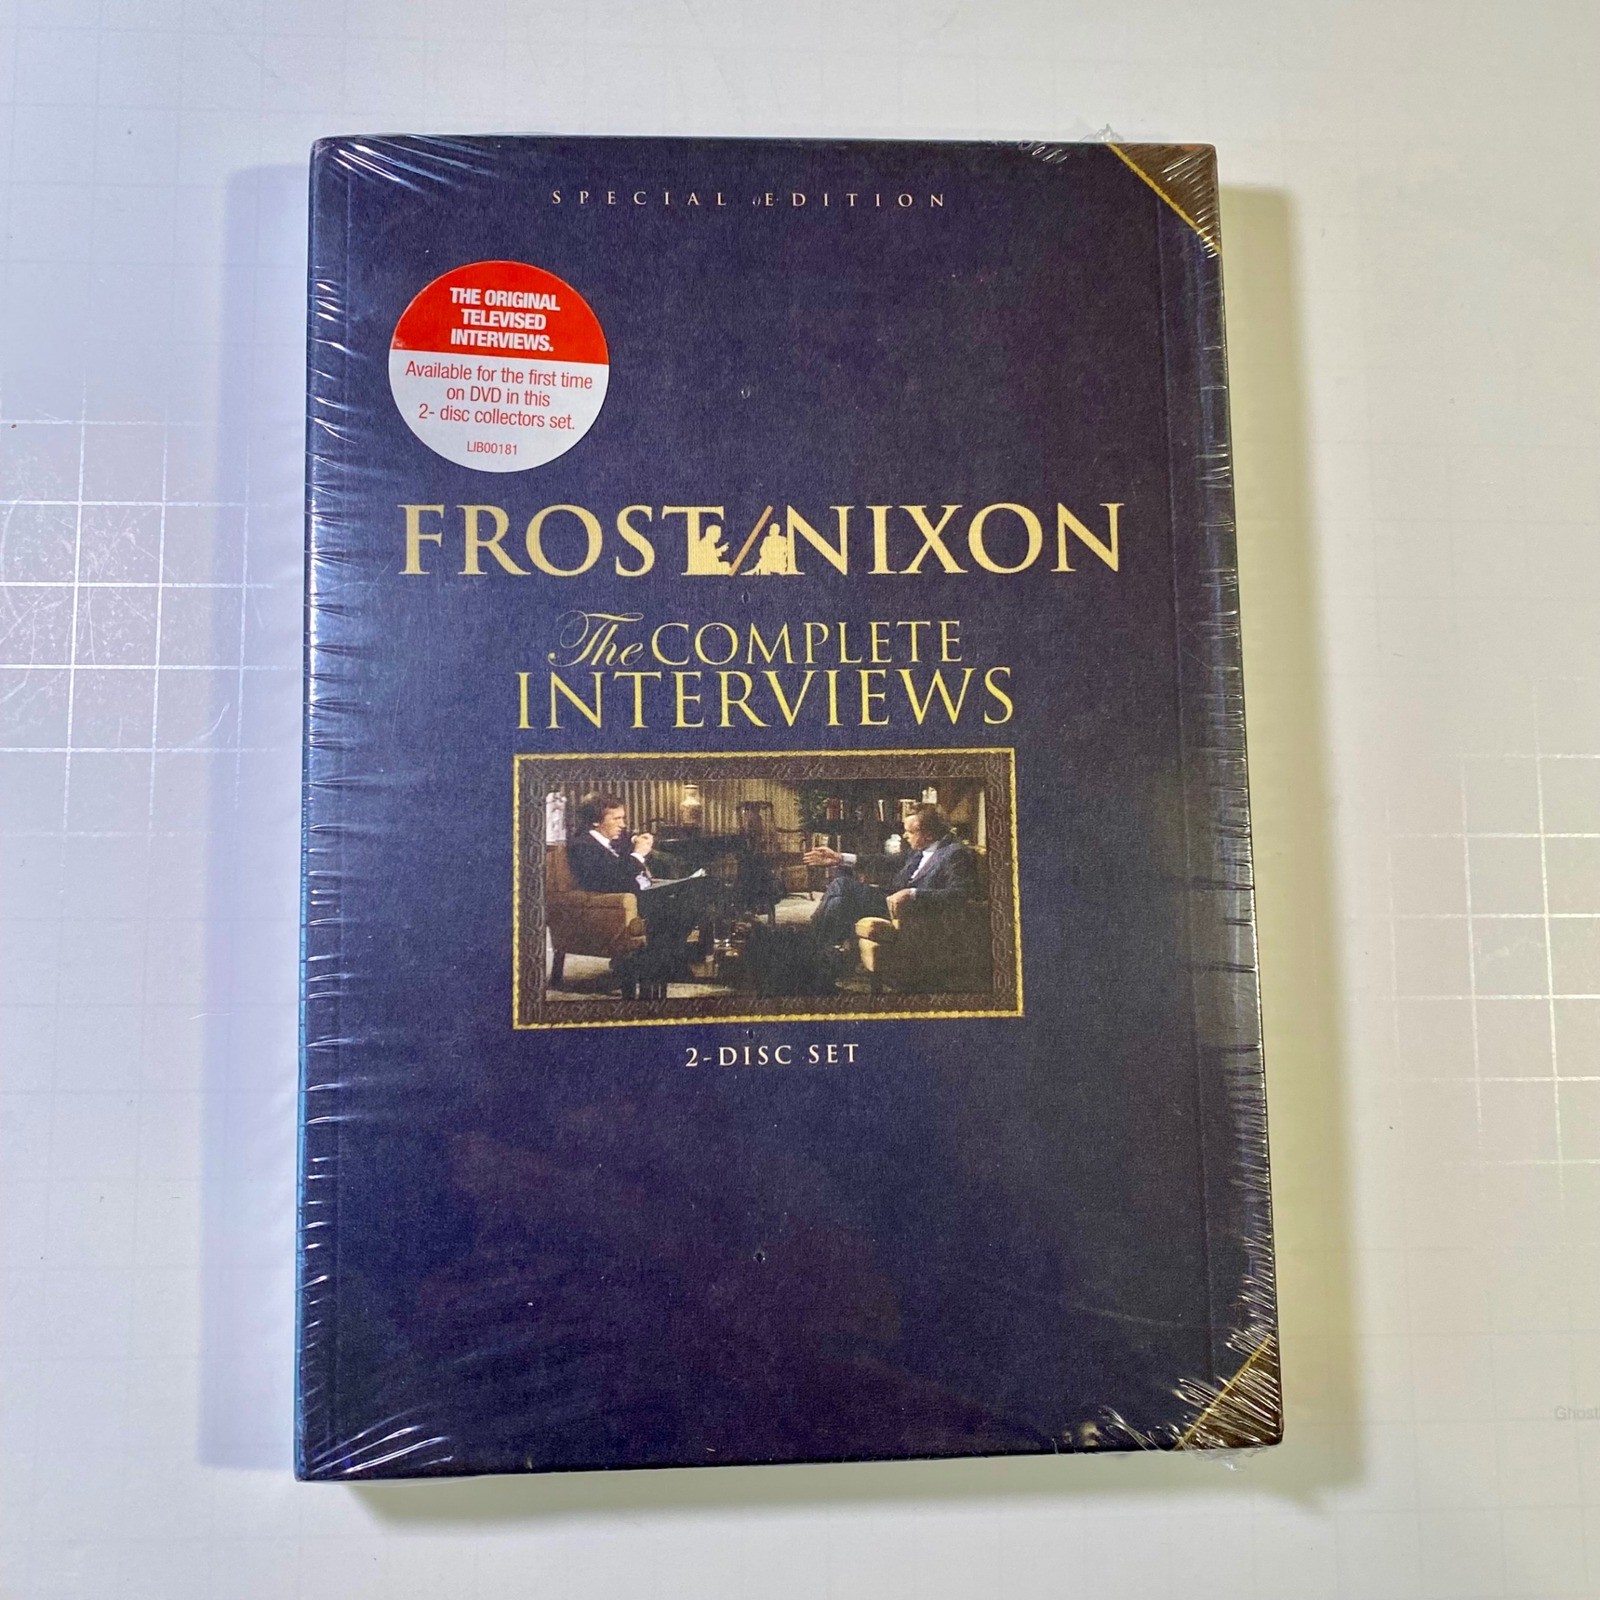 SPECIAL EDITION
THE ORIGINAL
TELEVISED
INTERVIEWS.
Available for the first time
on DVD in this
2- disc collectors set.
LIB00181
FROST/NIXON
The COMPLETE
INTERVIEWS
2-DISC SET
Ghost